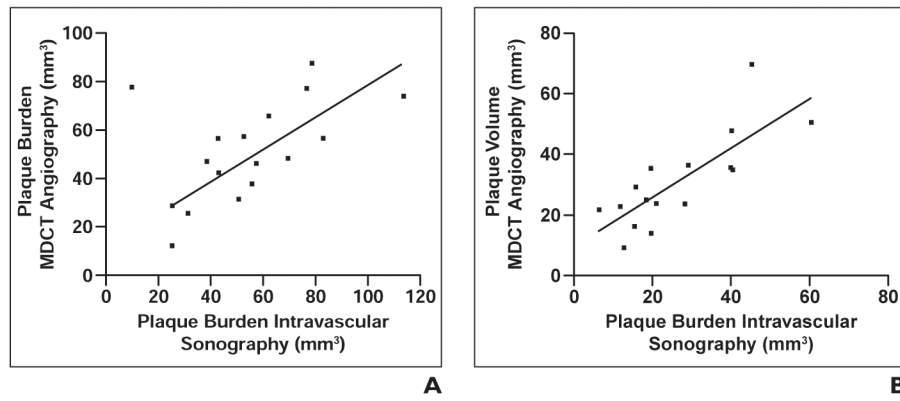 Plaque Burden
MDCT Angiography (mm³)
100
80
60
40
20
0
0 20 40 60 80 100 120
Plaque Burden Intravascular
Sonography (mm³)
A
Plaque Volume
MDCT Angiography (mm³)
80
60
40
20
0
0 20 40 60 80
Plaque Burden Intravascular
Sonography (mm³)
B